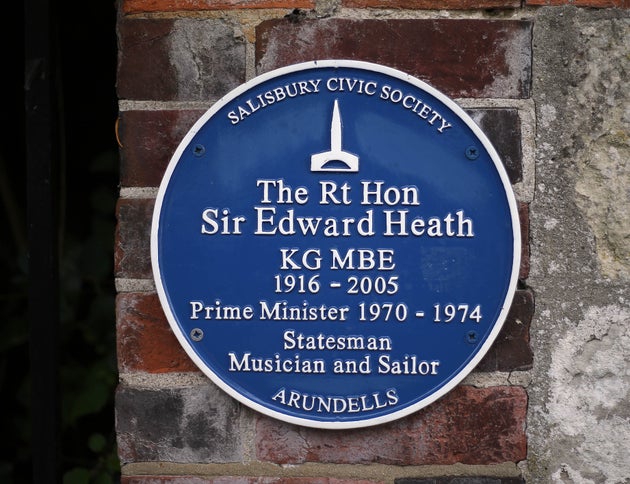 SALISBURY CIVIC SOCIETY
The Rt Hon
Sir Edward Heath
KG MBE
1916 - 2005
Prime Minister 1970 - 1974
Statesman
Musician and Sailor
ARUNDELLS